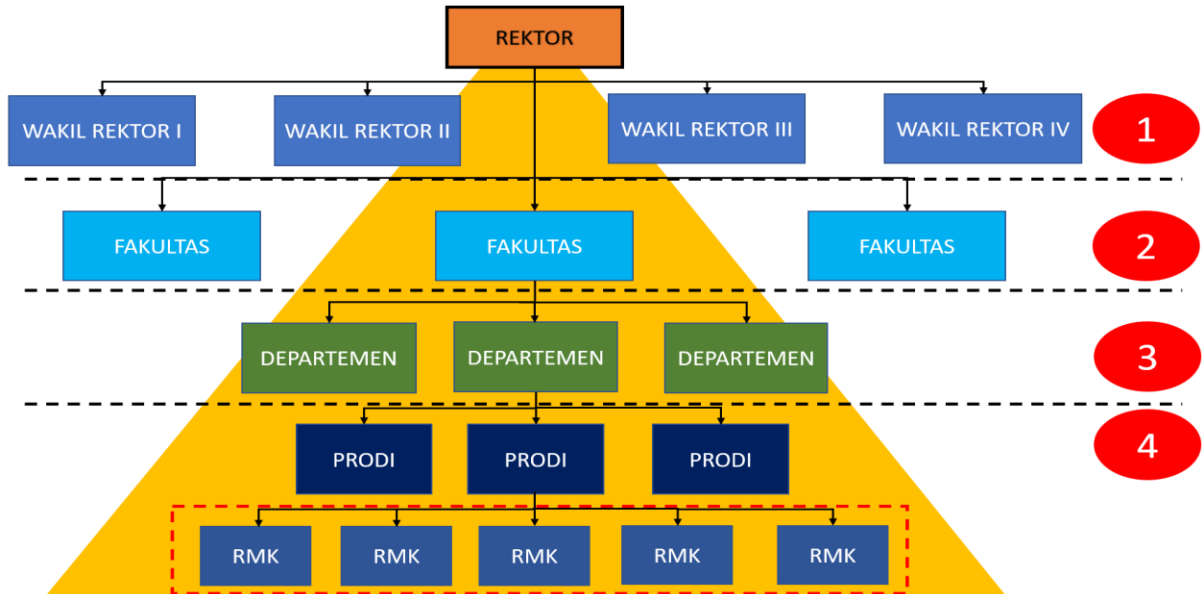 REKTOR
WAKIL REKTOR I
WAKIL REKTOR II
WAKIL REKTOR III
WAKIL REKTOR IV
1
FAKULTAS
FAKULTAS
FAKULTAS
2
DEPARTEMEN
DEPARTEMEN
DEPARTEMEN
3
PRODI
PRODI
PRODI
4
RMK
RMK
RMK
RMK
RMK